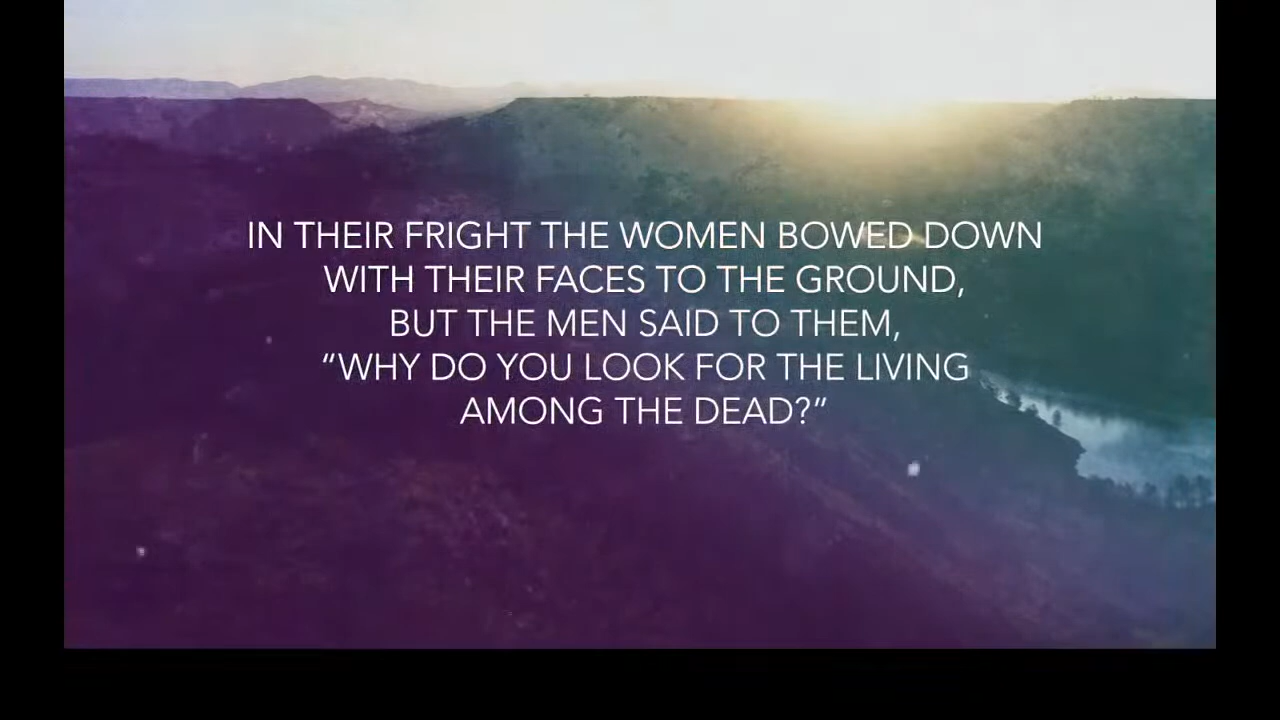 IN THEIR FRIGHT THE WOMEN BOWED DOWN
WITH THEIR FACES TO THE GROUND,
BUT THE MEN SAID TO THEM,
“WHY DO YOU LOOK FOR THE LIVING
AMONG THE DEAD?”